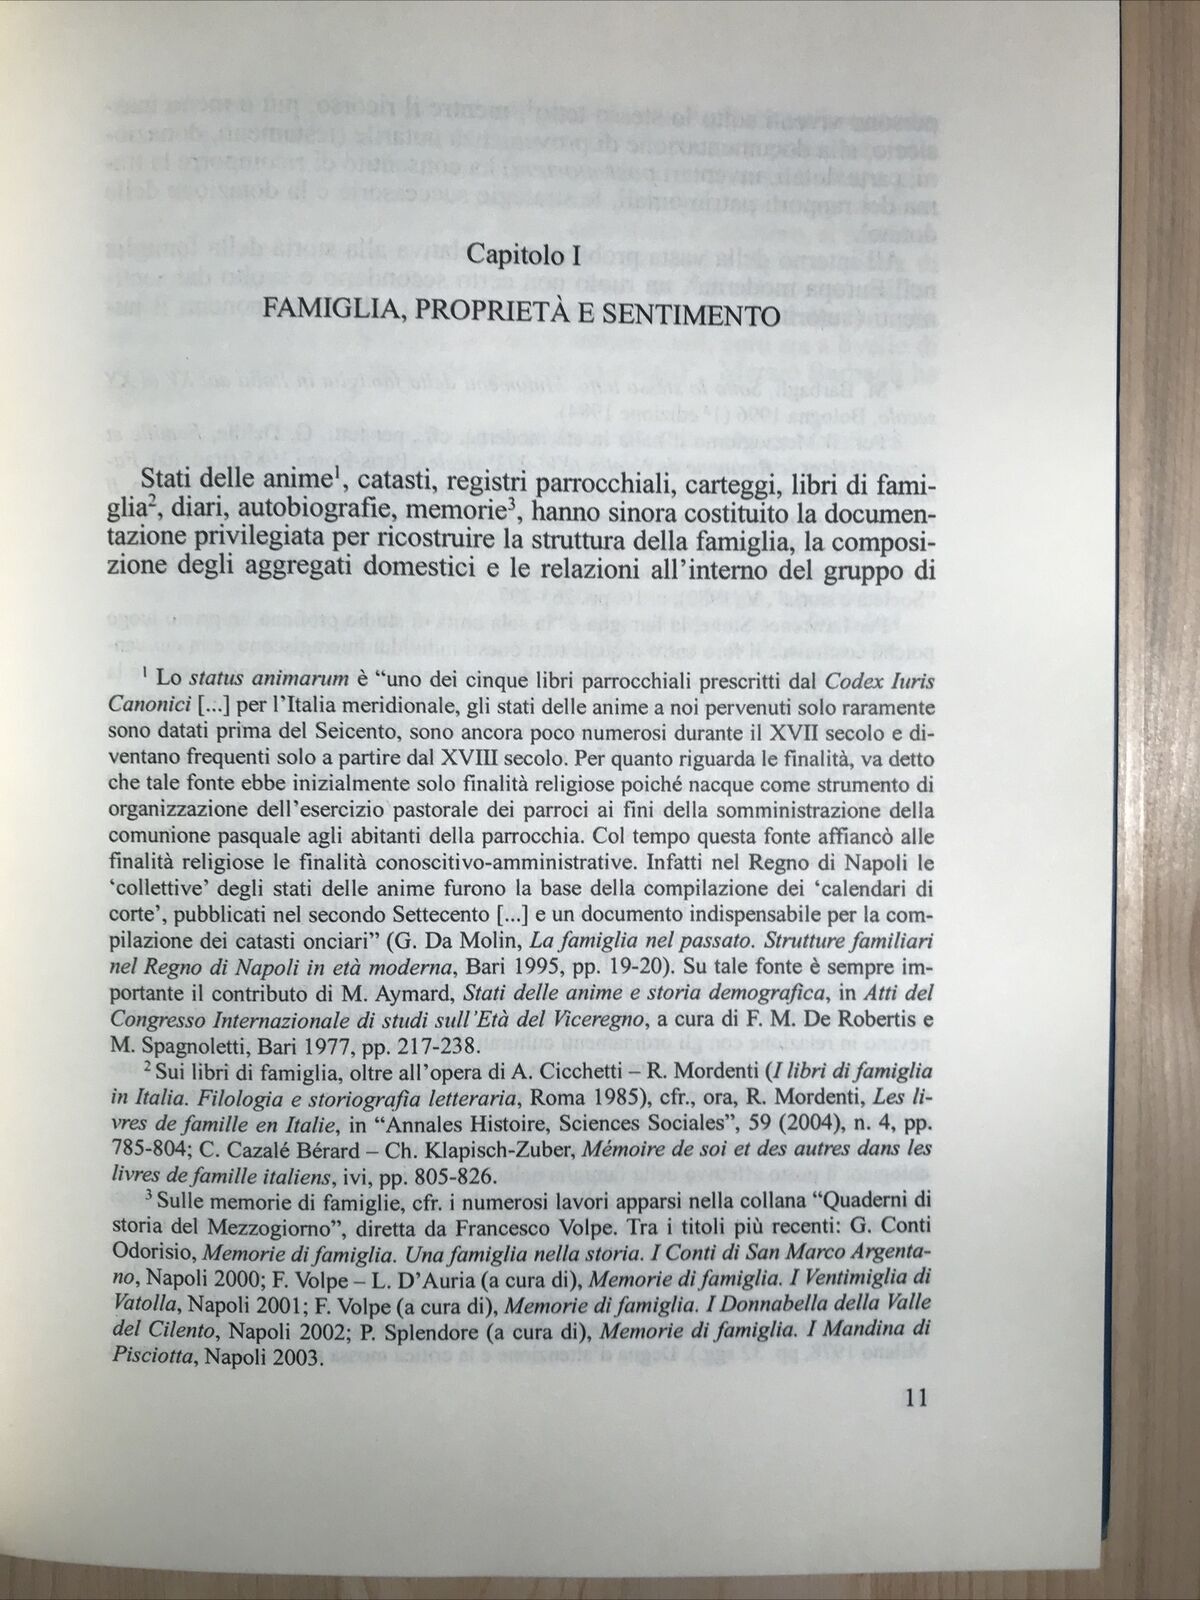 Capitolo I
FAMIGLIA, PROPRIETÀ E SENTIMENTO
Stati delle anime¹, catasti, registri parrocchiali, carteggi, libri di fami-
glia², diari, autobiografie, memorie³, hanno sinora costituito la documen-
tazione privilegiata per ricostruire la struttura della famiglia, la composi-
zione degli aggregati domestici e le relazioni all'interno del gruppo di
¹ Lo status animarum è “uno dei cinque libri parrocchiali prescritti dal Codex Iuris
Canonici [...] per l'Italia meridionale, gli stati delle anime a noi pervenuti solo raramente
sono datati prima del Seicento, sono ancora poco numerosi durante il XVII secolo e di-
ventano frequenti solo a partire dal XVIII secolo. Per quanto riguarda le finalità, va detto
che tale fonte ebbe inizialmente solo finalità religiose poiché nacque come strumento di
organizzazione dell'esercizio pastorale dei parroci ai fini della somministrazione della
comunione pasquale agli abitanti della parrocchia. Col tempo questa fonte affiancò alle
finalità religiose le finalità conoscitivo-amministrative. Infatti nel Regno di Napoli le
‘collettive’ degli stati delle anime furono la base della compilazione dei ‘calendari di
corte’, pubblicati nel secondo Settecento [...] e un documento indispensabile per la com-
pilazione dei catasti onciari” (G. Da Molin, La famiglia nel passato. Strutture familiari
nel Regno di Napoli in età moderna, Bari 1995, pp. 19-20). Su tale fonte è sempre im-
portante il contributo di M. Aymard, Stati delle anime e storia demografica, in Atti del
Congresso Internazionale di studi sull'Età del Viceregno, a cura di F. M. De Robertis e
M. Spagnoletti, Bari 1977, pp. 217-238.
² Sui libri di famiglia, oltre all'opera di A. Cicchetti – R. Mordenti (I libri di famiglia
in Italia. Filologia e storiografia letteraria, Roma 1985), cfr., ora, R. Mordenti, Les li-
vres de famille en Italie, in “Annales Histoire, Sciences Sociales”, 59 (2004), n. 4, pp.
785-804; C. Cazalé Bérard – Ch. Klapisch-Zuber, Mémoire de soi et des autres dans les
livres de famille italiens, ivi, pp. 805-826.
³ Sulle memorie di famiglie, cfr. i numerosi lavori apparsi nella collana “Quaderni di
storia del Mezzogiorno”, diretta da Francesco Volpe. Tra i titoli più recenti: G. Conti
Odorisio, Memorie di famiglia. Una famiglia nella storia. I Conti di San Marco Argenta-
no, Napoli 2000; F. Volpe – L. D'Auria (a cura di), Memorie di famiglia. I Ventimiglia di
Vatolla, Napoli 2001; F. Volpe (a cura di), Memorie di famiglia. I Donnabella della Valle
del Cilento, Napoli 2002; P. Splendore (a cura di), Memorie di famiglia. I Mandina di
Pisciotta, Napoli 2003.
11